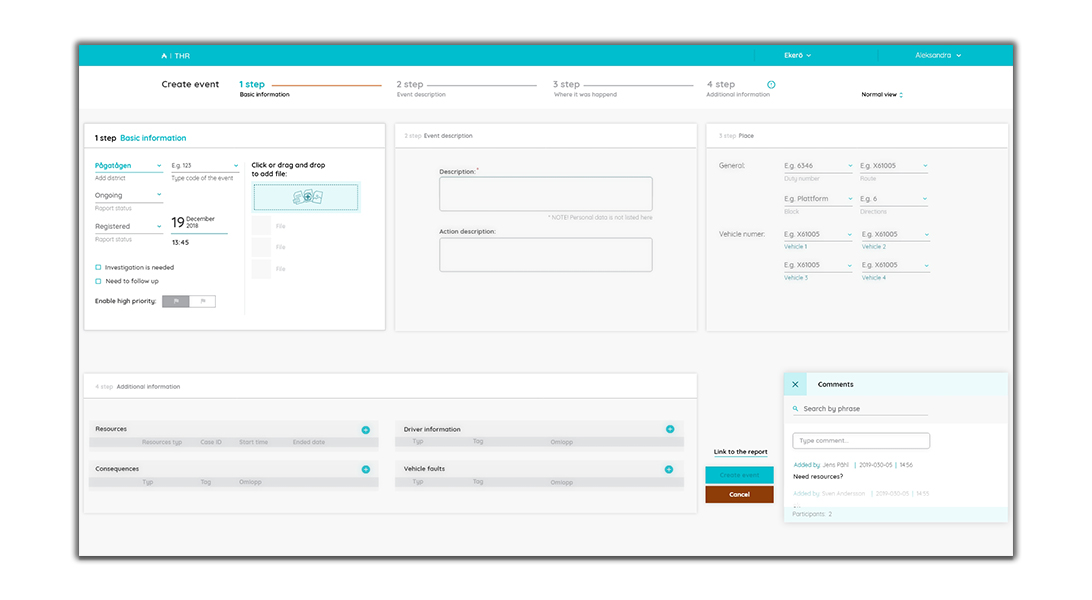 THR
Ekerö
Aleksandra
Create event
1 step
Basic information
2 step
Event description
3 step
Where it was happend
4 step
Additional information
Normal view
1 step Basic information
Pågatågen
E.g. 123
Add district
Type code of the event
Ongoing
Raport status
Registered
Raport status
19 December 2018
13:45
Investigation is needed
Need to follow up
Enable high priority:
Click or drag and drop
to add file:
File
File
File
2 step Event description
Description: *
* NOTE! Personal data is not listed here
Action description:
3 step Place
General:
E.g. 6346
E.g. X61005
Duty number
Route
E.g. Plattform
E.g. 6
Block
Directions
Vehicle numer:
E.g. X61005
E.g. X61005
Vehicle 1
Vehicle 2
E.g. X61005
E.g. X61005
Vehicle 3
Vehicle 4
4 step Additional information
Resources
Resources typ Case ID Start time Ended date
Consequences
Typ Tag Omlopp
Driver information
Typ Tag Omlopp
Vehicle faults
Typ Tag Omlopp
Link to the report
Create event
Cancel
Comments
Search by phrase
Type comment...
Added by: Jens Påhl | 2019-030-05 | 14:56
Need resources?
Added by: Sven Andersson | 2019-030-05 | 14:55
Participants: 2